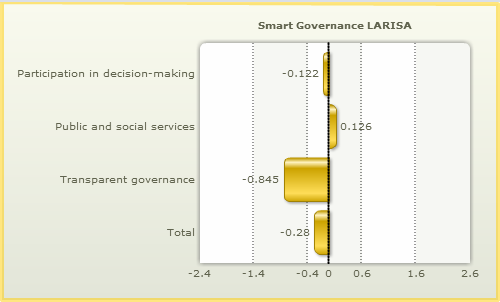 Smart Governance LARISA
Participation in decision-making -0.122
Public and social services 0.126
Transparent governance -0.845
Total -0.28
-2.4 -1.4 -0.4 0 0.6 1.6 2.6